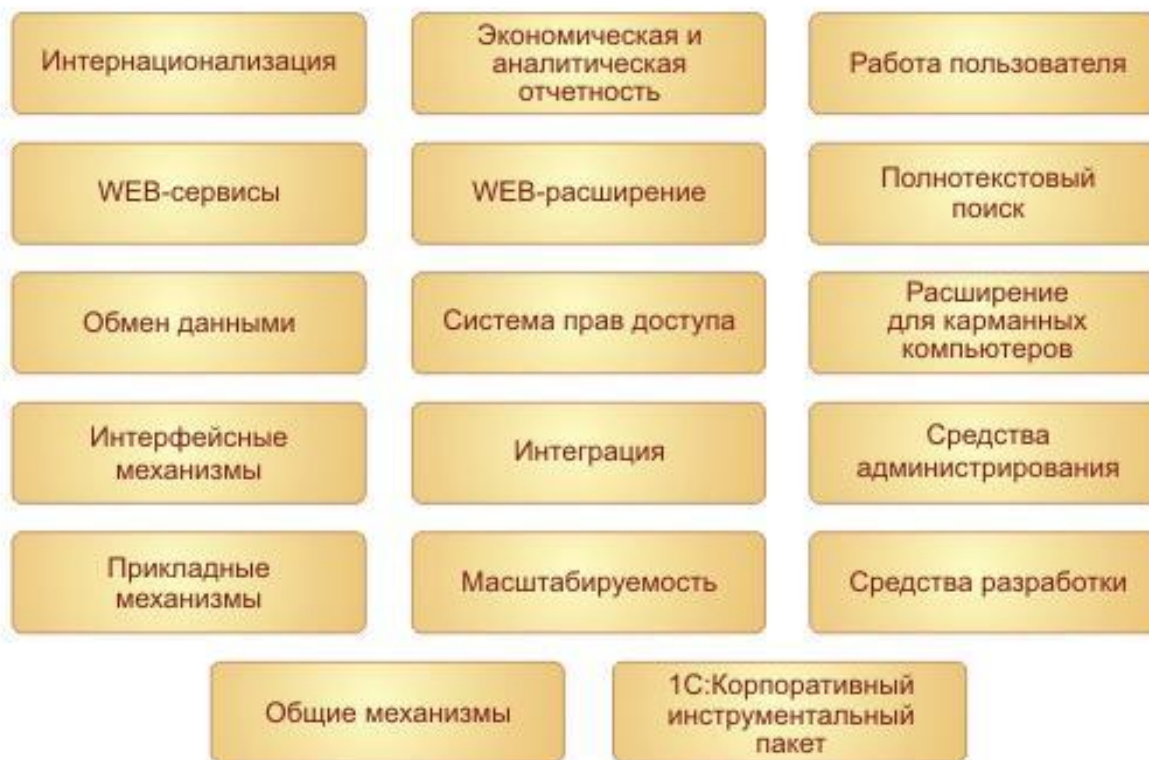 Интернационализация
Экономическая и
аналитическая
отчетность
Работа пользователя
WEB-сервисы
WEB-расширение
Полнотекстовый
поиск
Обмен данными
Система прав доступа
Расширение
для карманных
компьютеров
Интерфейсные
механизмы
Интеграция
Средства
администрирования
Прикладные
механизмы
Масштабируемость
Средства разработки
Общие механизмы
1С:Корпоративный
инструментальный
пакет